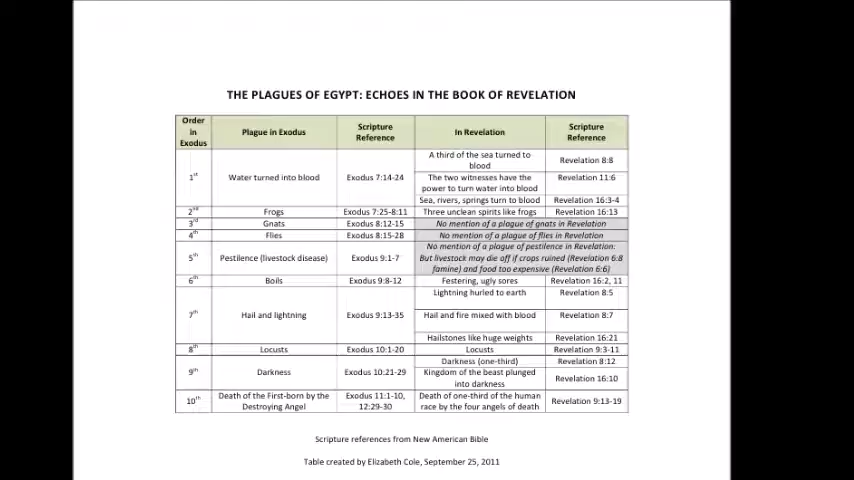 THE PLAGUES OF EGYPT: ECHOES IN THE BOOK OF REVELATION
Order in Exodus Plague in Exodus Scripture Reference In Revelation Scripture Reference
1st Water turned into blood Exodus 7:14-24 A third of the sea turned to blood Revelation 8:8
The two witnesses have the power to turn water into blood Revelation 11:6
Sea, rivers, springs turn to blood Revelation 16:3-4
2nd Frogs Exodus 7:25-8:11 Three unclean spirits like frogs Revelation 16:13
3rd Gnats Exodus 8:12-15 No mention of a plague of gnats in Revelation
4th Flies Exodus 8:15-28 No mention of a plague of flies in Revelation
5th Pestilence (livestock disease) Exodus 9:1-7 No mention of a plague of pestilence in Revelation:
But livestock may die off if crops ruined (Revelation 6:8
famine) and food too expensive (Revelation 6:6)
6th Boils Exodus 9:8-12 Festering, ugly sores Revelation 16:2, 11
7th Hail and lightning Exodus 9:13-35 Lightning hurled to earth Revelation 8:5
Hail and fire mixed with blood Revelation 8:7
Hailstones like huge weights Revelation 16:21
8th Locusts Exodus 10:1-20 Locusts Revelation 9:3-11
9th Darkness Exodus 10:21-29 Darkness (one-third) Revelation 8:12
Kingdom of the beast plunged into darkness Revelation 16:10
10th Death of the First-born by the Destroying Angel Exodus 11:1-10, 12:29-30 Death of one-third of the human race by the four angels of death Revelation 9:13-19
Scripture references from New American Bible
Table created by Elizabeth Cole, September 25, 2011